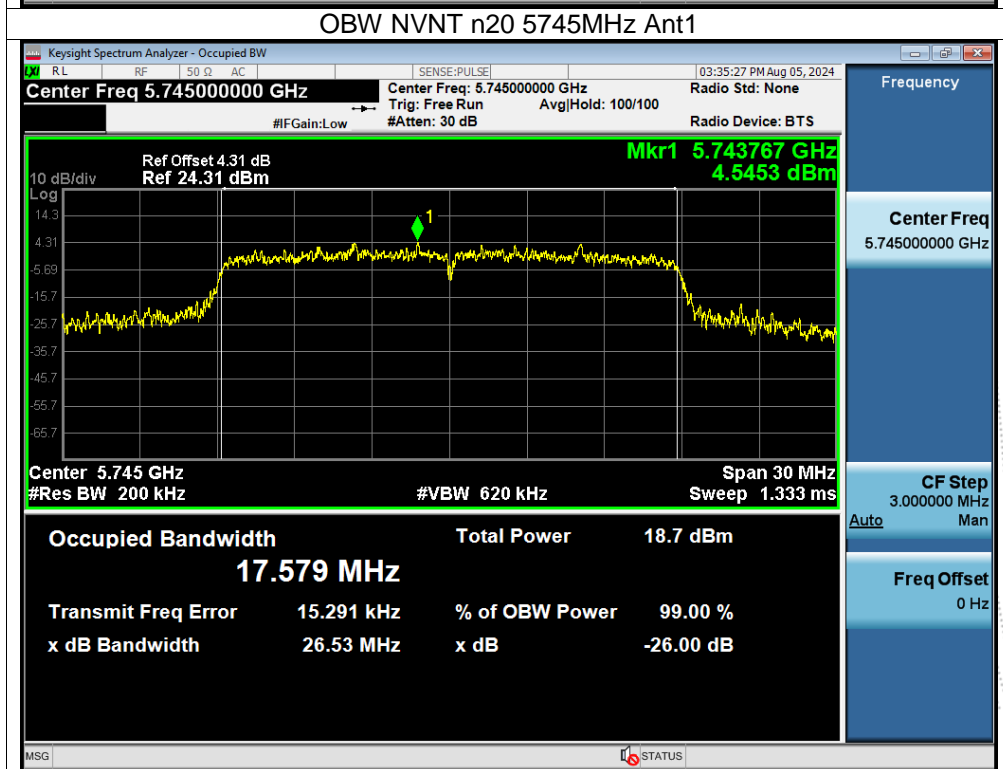 OBW NVNT n20 5745MHz Ant1
Keysight Spectrum Analyzer - Occupied BW
LXI RL RF 50 Ω AC SENSE:PULSE 03:35:27 PM Aug 05, 2024
Center Freq 5.745000000 GHz Center Freq: 5.745000000 GHz Radio Std: None
Trig: Free Run Avg|Hold: 100/100
#IFGain:Low #Atten: 30 dB Radio Device: BTS
Frequency
Mkr1 5.743767 GHz
4.5453 dBm
Ref Offset 4.31 dB
10 dB/div Ref 24.31 dBm
Log
14.3
4.31
-5.69
-15.7
-25.7
-35.7
-45.7
-55.7
-65.7
1
Center 5.745 GHz Span 30 MHz
#Res BW 200 kHz #VBW 620 kHz Sweep 1.333 ms
Occupied Bandwidth Total Power 18.7 dBm
17.579 MHz
Transmit Freq Error 15.291 kHz % of OBW Power 99.00 %
x dB Bandwidth 26.53 MHz x dB -26.00 dB
Center Freq
5.745000000 GHz
CF Step
3.000000 MHz
Auto Man
Freq Offset
0 Hz
MSG STATUS